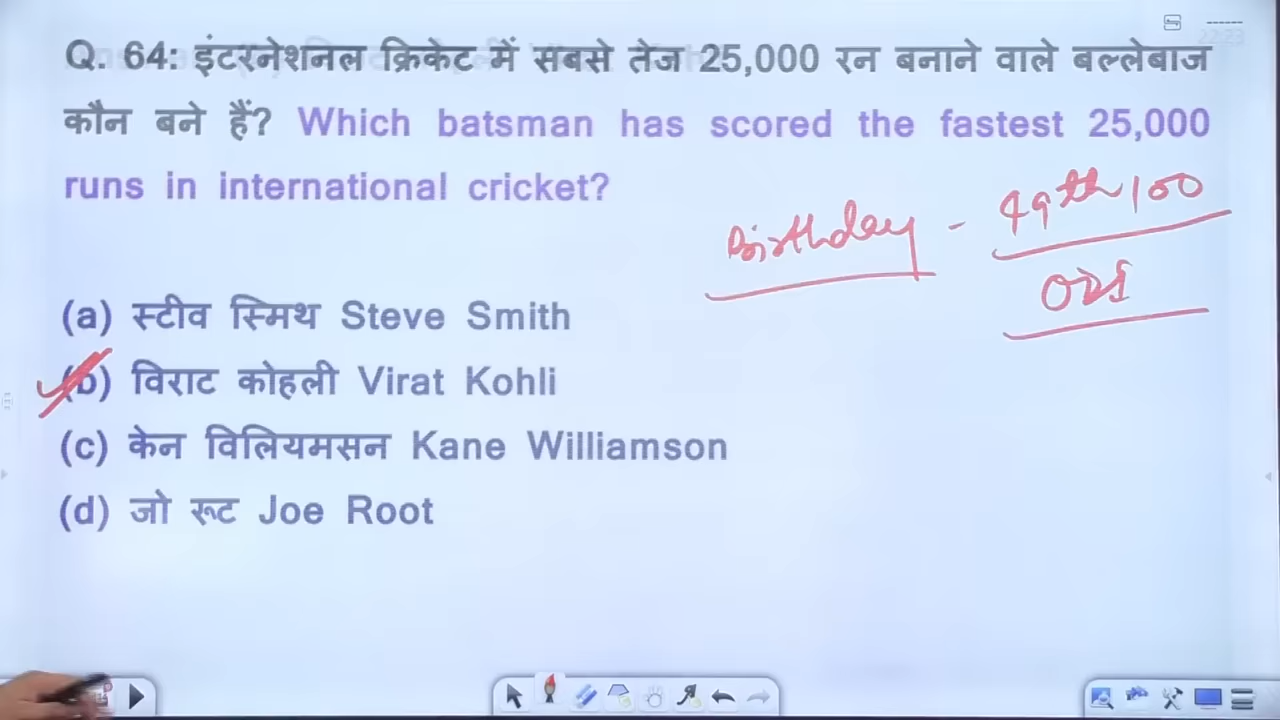 Q. 64: इंटरनेशनल क्रिकेट में सबसे तेज 25,000 रन बनाने वाले बल्लेबाज
कौन बने हैं? Which batsman has scored the fastest 25,000
runs in international cricket?
Birthday - 49th 100
ODI
(a) स्टीव स्मिथ Steve Smith
(b) विराट कोहली Virat Kohli
(c) केन विलियमसन Kane Williamson
(d) जो रूट Joe Root